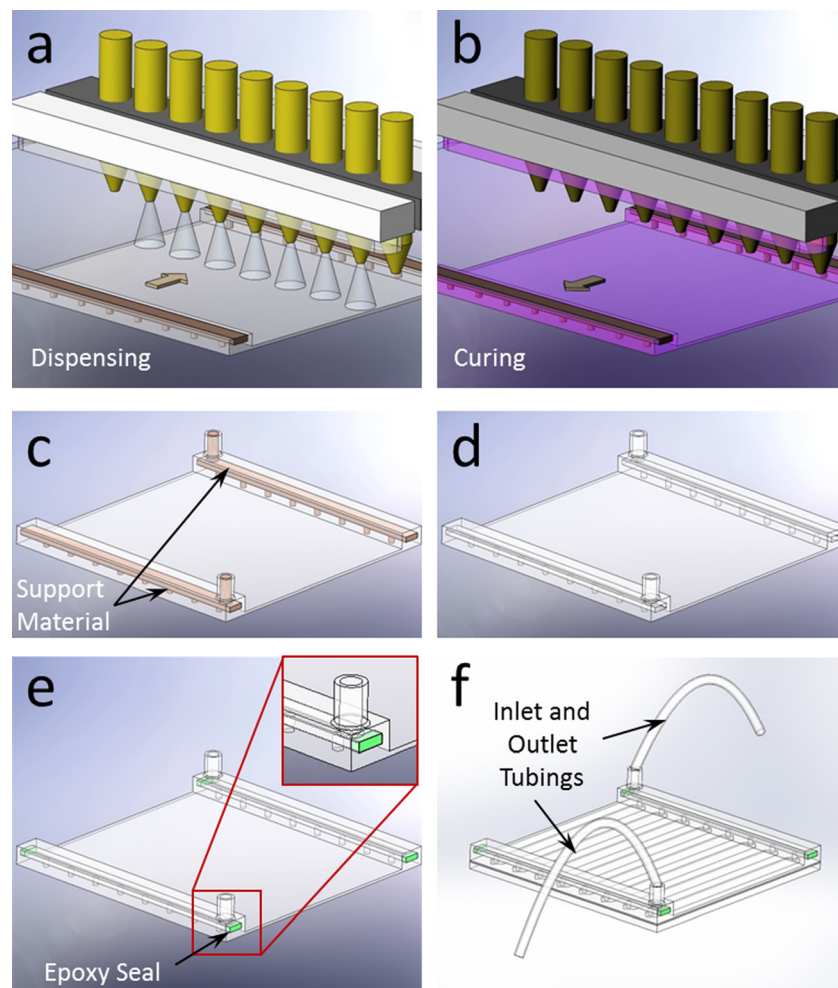 a
Dispensing
b
Curing
c
Support
Material
d
e
Epoxy Seal
f
Inlet and
Outlet
Tubings